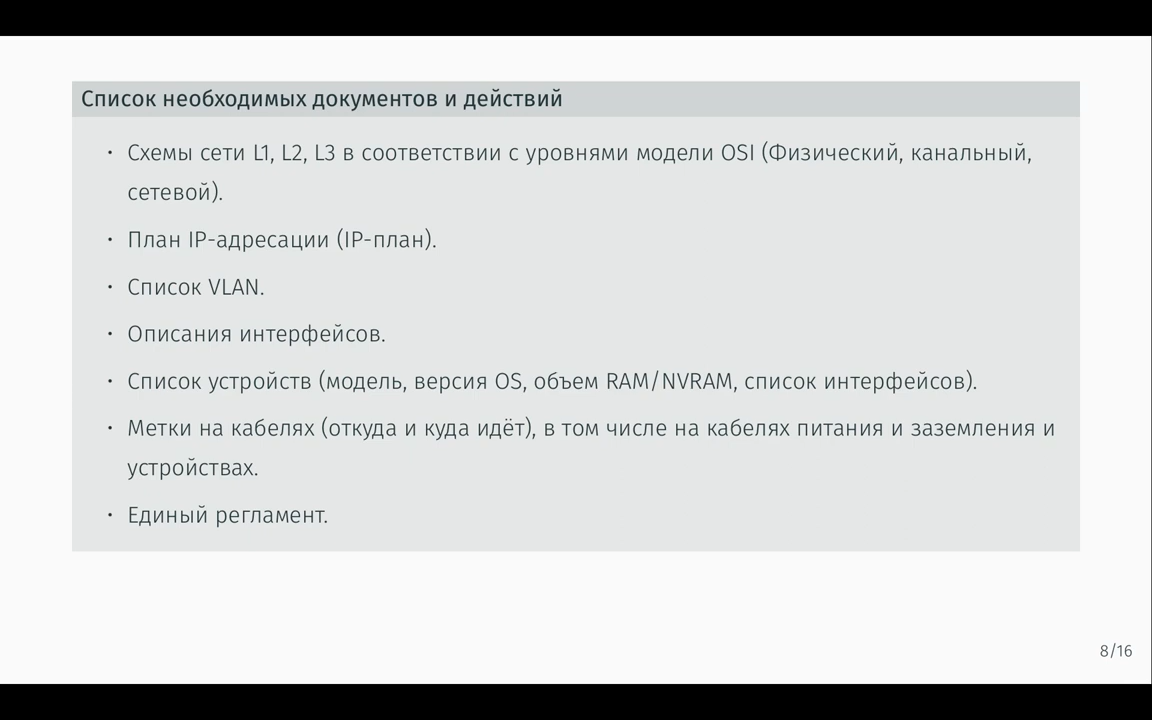 Список необходимых документов и действий
• Схемы сети L1, L2, L3 в соответствии с уровнями модели OSI (Физический, канальный,
сетевой).
• План IP-адресации (IP-план).
• Список VLAN.
• Описания интерфейсов.
• Список устройств (модель, версия OS, объем RAM/NVRAM, список интерфейсов).
• Метки на кабелях (откуда и куда идёт), в том числе на кабелях питания и заземления и
устройствах.
• Единый регламент.
8/16